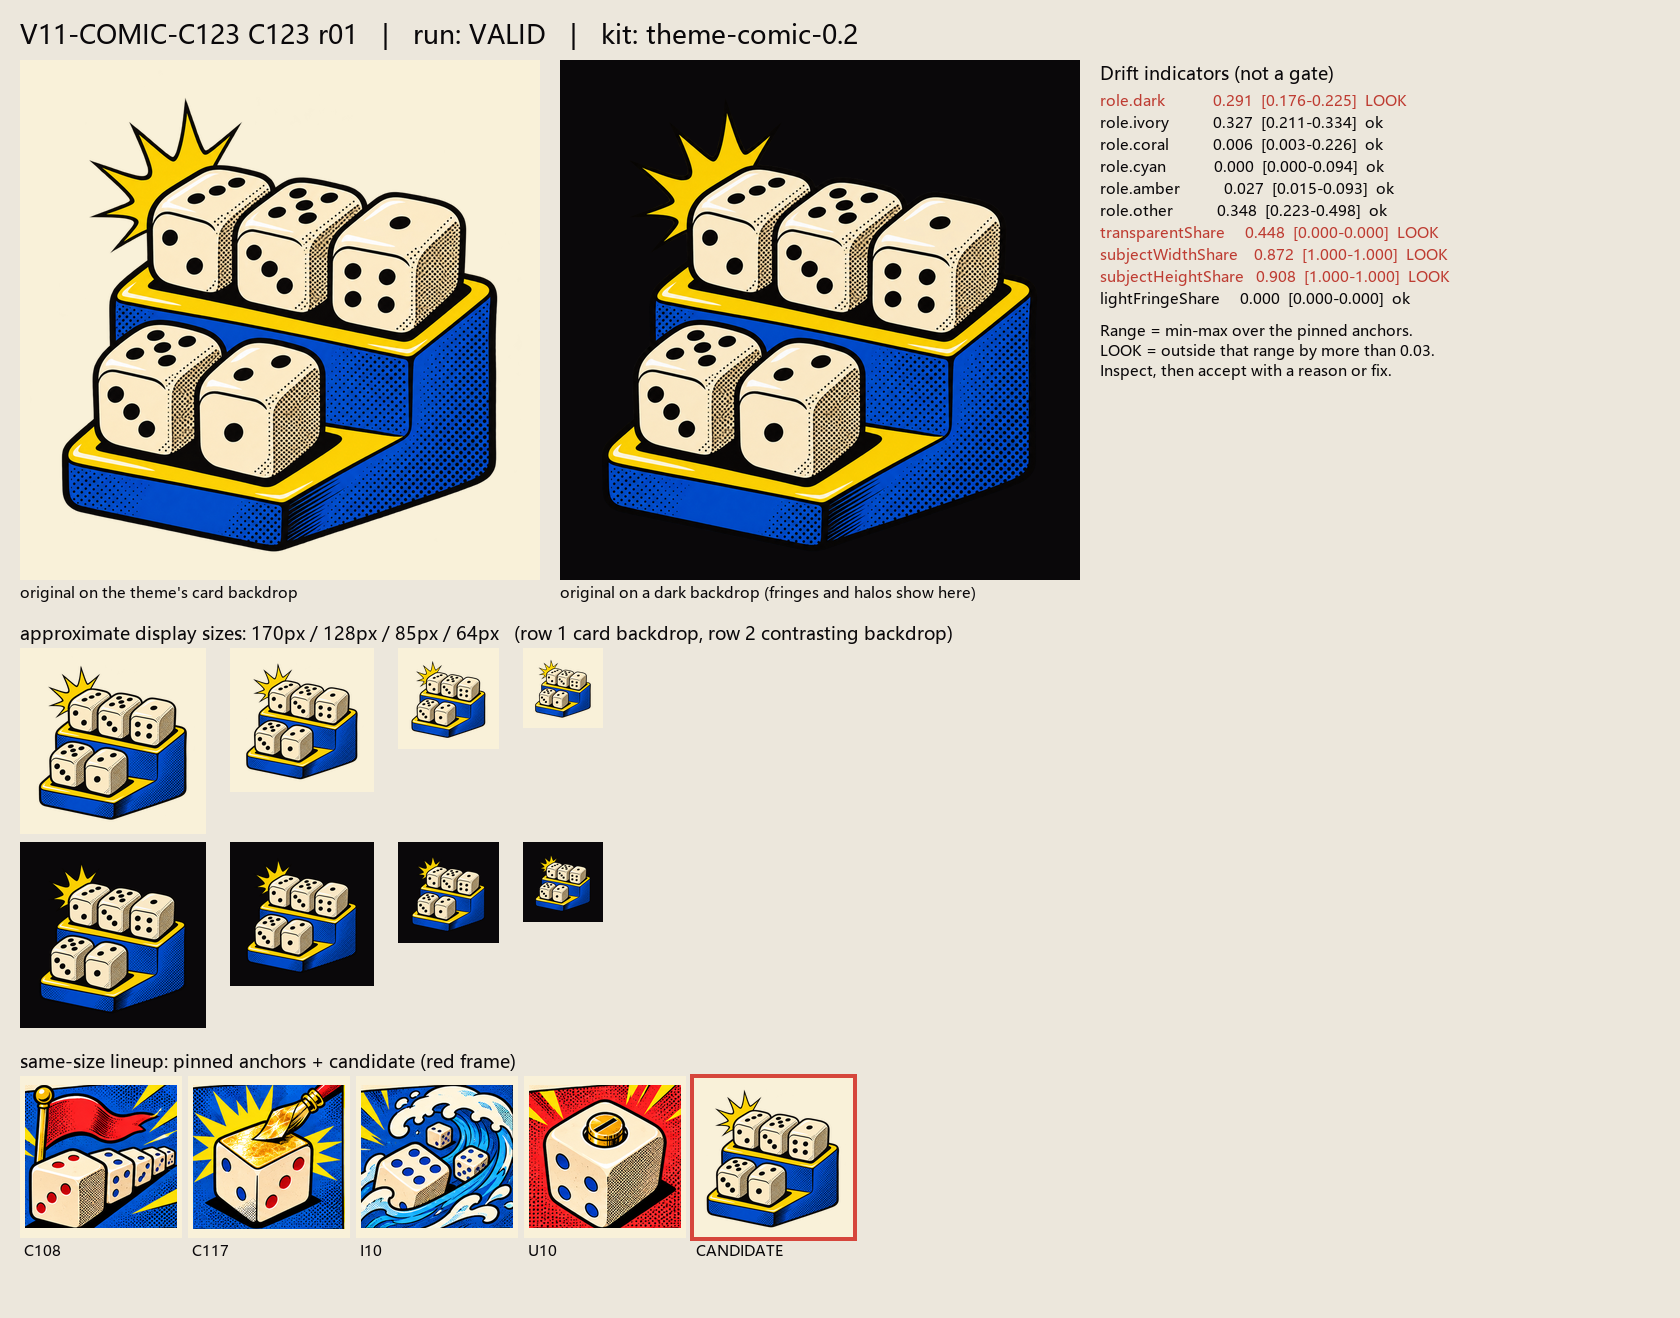 V11-COMIC-C123 C123 r01 | run: VALID | kit: theme-comic-0.2
Drift indicators (not a gate)
role.dark 0.291 [0.176-0.225] LOOK
role.ivory 0.327 [0.211-0.334] ok
role.coral 0.006 [0.003-0.226] ok
role.cyan 0.000 [0.000-0.094] ok
role.amber 0.027 [0.015-0.093] ok
role.other 0.348 [0.223-0.498] ok
transparentShare 0.448 [0.000-0.000] LOOK
subjectWidthShare 0.872 [1.000-1.000] LOOK
subjectHeightShare 0.908 [1.000-1.000] LOOK
lightFringeShare 0.000 [0.000-0.000] ok
Range = min-max over the pinned anchors.
LOOK = outside that range by more than 0.03.
Inspect, then accept with a reason or fix.
original on the theme's card backdrop
original on a dark backdrop (fringes and halos show here)
approximate display sizes: 170px / 128px / 85px / 64px (row 1 card backdrop, row 2 contrasting backdrop)
same-size lineup: pinned anchors + candidate (red frame)
C108
C117
I10
U10
CANDIDATE